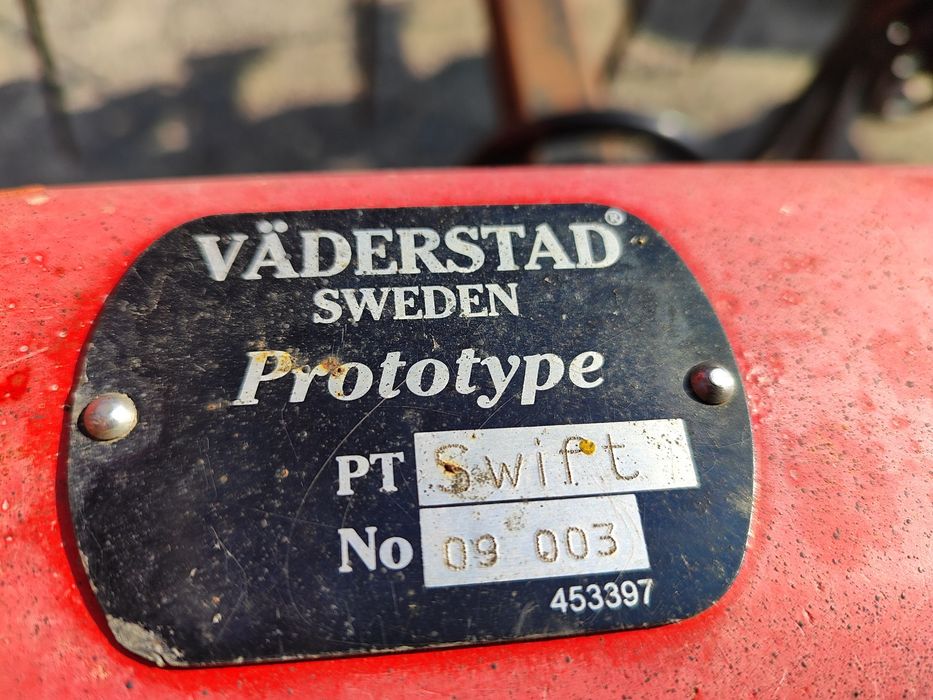 VÄDERSTAD®
SWEDEN
Prototype
PT Swift
No 09 003
453397